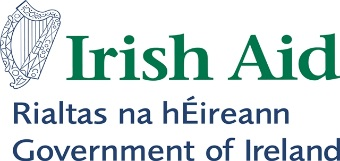 Irish Aid
Rialtas na hÉireann
Government of Ireland